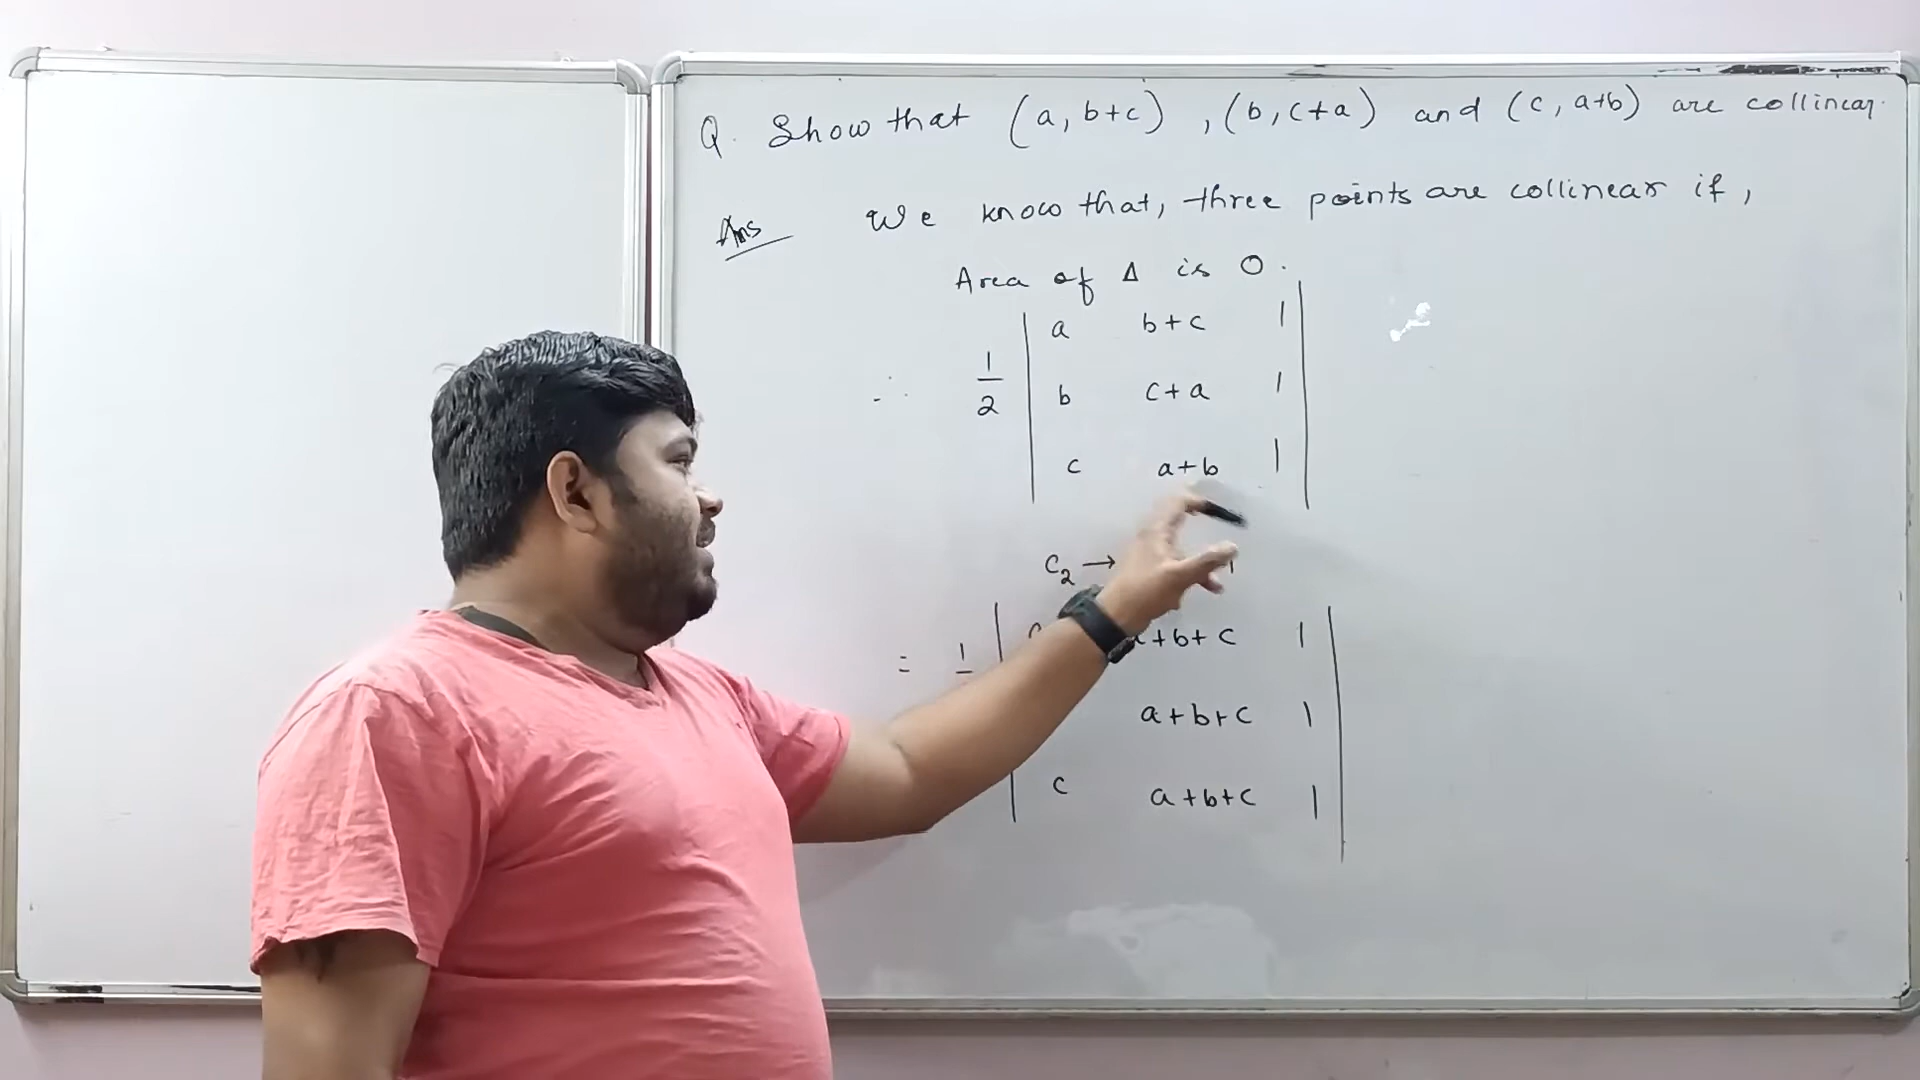 Q. Show that (a, b+c) , (b, c+a) and (c, a+b) are collinear.
Ans We know that, three points are collinear if,
Area of Δ is 0.
∴ 1/2 | a b+c 1 |
| b c+a 1 |
| c a+b 1 |
C2 →
= 1 | +b+c 1 |
a+b+c 1 |
| c a+b+c 1 |